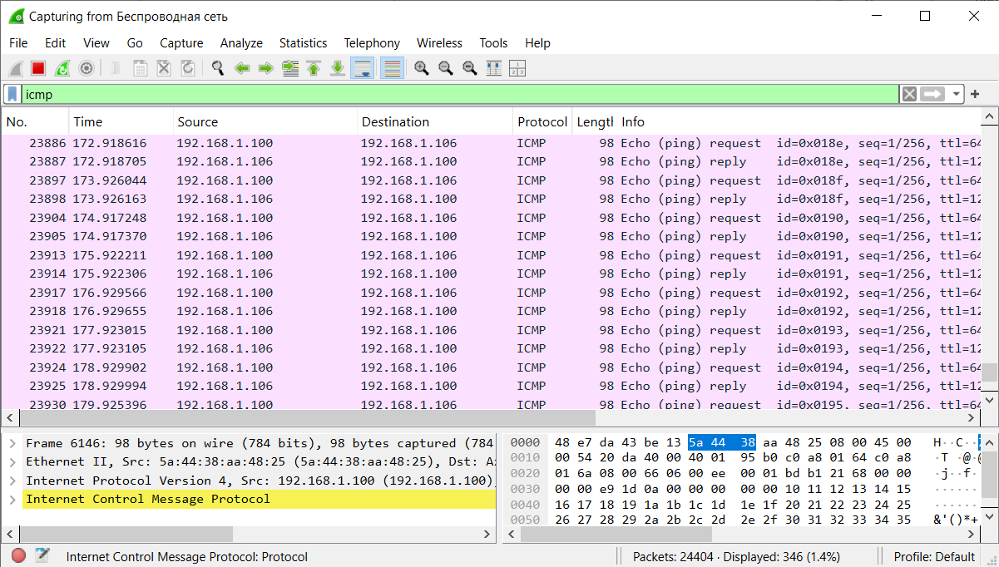 Capturing from Беспроводная сеть
File Edit View Go Capture Analyze Statistics Telephony Wireless Tools Help
icmp
No. Time Source Destination Protocol Length Info
23886 172.918616 192.168.1.100 192.168.1.106 ICMP 98 Echo (ping) request id=0x018e, seq=1/256, ttl=64
23887 172.918705 192.168.1.106 192.168.1.100 ICMP 98 Echo (ping) reply id=0x018e, seq=1/256, ttl=12
23897 173.926044 192.168.1.100 192.168.1.106 ICMP 98 Echo (ping) request id=0x018f, seq=1/256, ttl=64
23898 173.926163 192.168.1.106 192.168.1.100 ICMP 98 Echo (ping) reply id=0x018f, seq=1/256, ttl=12
23904 174.917248 192.168.1.100 192.168.1.106 ICMP 98 Echo (ping) request id=0x0190, seq=1/256, ttl=64
23905 174.917370 192.168.1.106 192.168.1.100 ICMP 98 Echo (ping) reply id=0x0190, seq=1/256, ttl=12
23913 175.922211 192.168.1.100 192.168.1.106 ICMP 98 Echo (ping) request id=0x0191, seq=1/256, ttl=64
23914 175.922306 192.168.1.106 192.168.1.100 ICMP 98 Echo (ping) reply id=0x0191, seq=1/256, ttl=12
23917 176.929566 192.168.1.100 192.168.1.106 ICMP 98 Echo (ping) request id=0x0192, seq=1/256, ttl=64
23918 176.929655 192.168.1.106 192.168.1.100 ICMP 98 Echo (ping) reply id=0x0192, seq=1/256, ttl=12
23921 177.923015 192.168.1.100 192.168.1.106 ICMP 98 Echo (ping) request id=0x0193, seq=1/256, ttl=64
23922 177.923105 192.168.1.106 192.168.1.100 ICMP 98 Echo (ping) reply id=0x0193, seq=1/256, ttl=12
23924 178.929902 192.168.1.100 192.168.1.106 ICMP 98 Echo (ping) request id=0x0194, seq=1/256, ttl=64
23925 178.929994 192.168.1.106 192.168.1.100 ICMP 98 Echo (ping) reply id=0x0194, seq=1/256, ttl=12
23930 179.925396 192.168.1.100 192.168.1.106 ICMP 98 Echo (ping) request id=0x0195, seq=1/256, ttl=64
Frame 6146: 98 bytes on wire (784 bits), 98 bytes captured (784
Ethernet II, Src: 5a:44:38:aa:48:25 (5a:44:38:aa:48:25), Dst: Az
Internet Protocol Version 4, Src: 192.168.1.100 (192.168.1.100),
Internet Control Message Protocol
0000 48 e7 da 43 be 13 5a 44 38 aa 48 25 08 00 45 00 H··C··Z
0010 00 54 20 da 40 00 40 01 95 b0 c0 a8 01 64 c0 a8 ·T ·@·@
0020 01 6a 08 00 66 06 00 ee 00 01 bd b1 21 68 00 00 ·j··f··
0030 00 00 e9 1d 0a 00 00 00 00 00 10 11 12 13 14 15 ·······
0040 16 17 18 19 1a 1b 1c 1d 1e 1f 20 21 22 23 24 25 ·······
0050 26 27 28 29 2a 2b 2c 2d 2e 2f 30 31 32 33 34 35 &'()*+
Internet Control Message Protocol: Protocol
Packets: 24404 · Displayed: 346 (1.4%)
Profile: Default